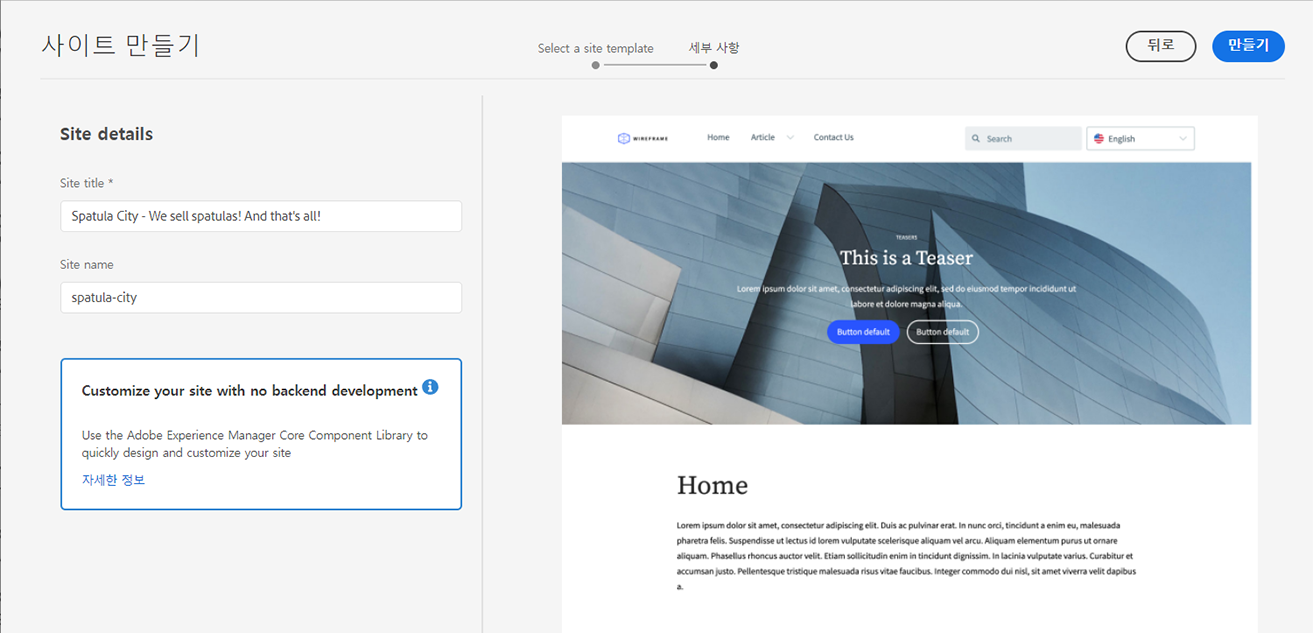 사이트 만들기
Select a site template
세부 사항
뒤로
만들기
Site details
Site title *
Spatula City - We sell spatulas! And that's all!
Site name
spatula-city
Customize your site with no backend development
Use the Adobe Experience Manager Core Component Library to
quickly design and customize your site
자세한 정보
WIREFRAME
Home
Article
Contact Us
Search
English
TEASERS
This is a Teaser
Lorem ipsum dolor sit amet, consectetur adipiscing elit, sed do eiusmod tempor incididunt ut
labore et dolore magna aliqua.
Button default
Button default
Home
Lorem ipsum dolor sit amet, consectetur adipiscing elit. Duis ac pulvinar erat. In nunc orci, tincidunt a enim eu, malesuada
pharetra felis. Suspendisse ut lectus id lorem vulputate scelerisque aliquam vel arcu. Aliquam elementum purus ut ornare
aliquam. Phasellus rhoncus auctor velit. Etiam sollicitudin enim in tincidunt dignissim. In lacinia vulputate varius. Curabitur et
accumsan justo. Pellentesque tristique malesuada risus vitae faucibus. Integer commodo dui nisl, sit amet viverra velit dapibus
a.